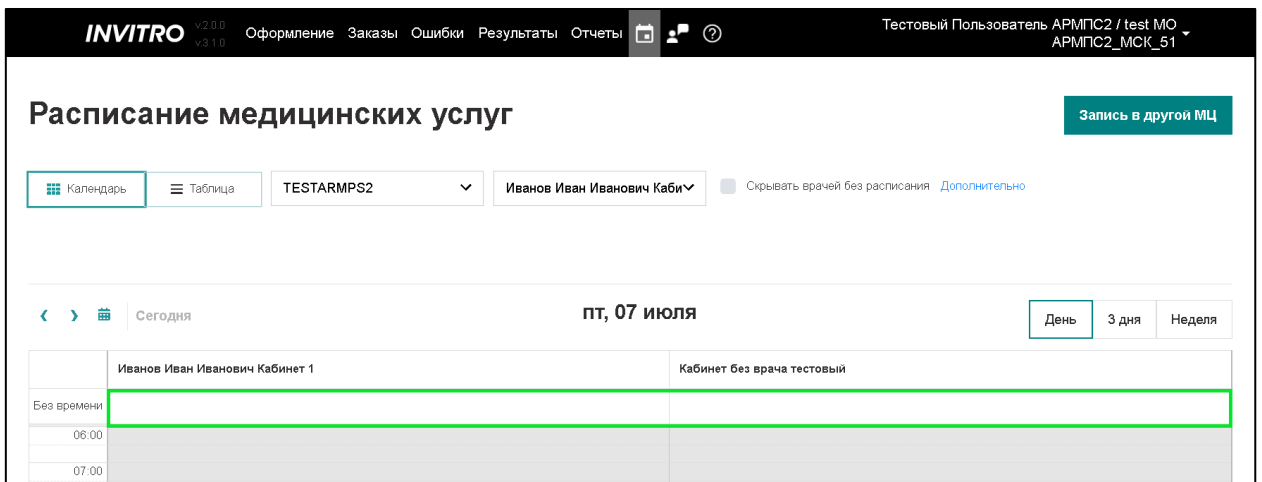 INVITRO v.2.0.0 v.3.1.0 Оформление Заказы Ошибки Результаты Отчеты Тестовый Пользователь АРМПС2 / test МО
АРМПС2_МСК_51
Расписание медицинских услуг
Запись в другой МЦ
Календарь Таблица TESTARMPS2 Иванов Иван Иванович Каби Скрывать врачей без расписания Дополнительно
Сегодня пт, 07 июля День 3 дня Неделя
Иванов Иван Иванович Кабинет 1 Кабинет без врача тестовый
Без времени
06:00
07:00